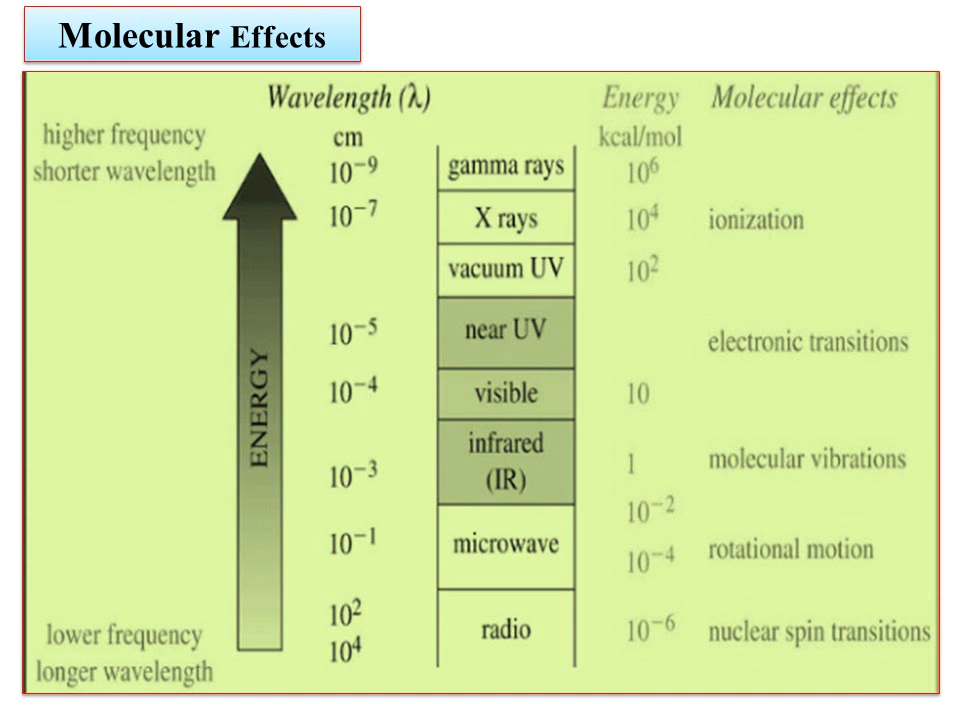 Molecular Effects
Wavelength (λ) Energy Molecular effects
higher frequency cm kcal/mol
shorter wavelength 10⁻⁹ gamma rays 10⁶
10⁻⁷ X rays 10⁴ ionization
vacuum UV 10²
10⁻⁵ near UV electronic transitions
ENERGY
10⁻⁴ visible 10
infrared
(IR)
10⁻³ 1 molecular vibrations
10⁻²
10⁻¹ microwave 10⁻⁴ rotational motion
10²
lower frequency radio 10⁻⁶ nuclear spin transitions
longer wavelength 10⁴